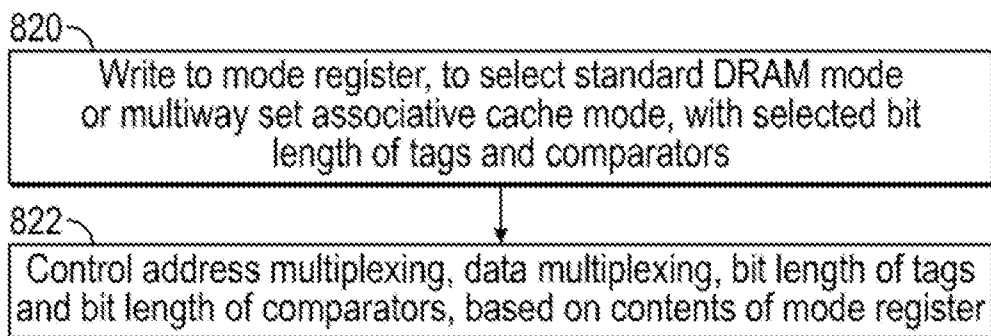 820
Write to mode register, to select standard DRAM mode
or multiway set associative cache mode, with selected bit
length of tags and comparators
822
Control address multiplexing, data multiplexing, bit length of tags
and bit length of comparators, based on contents of mode register